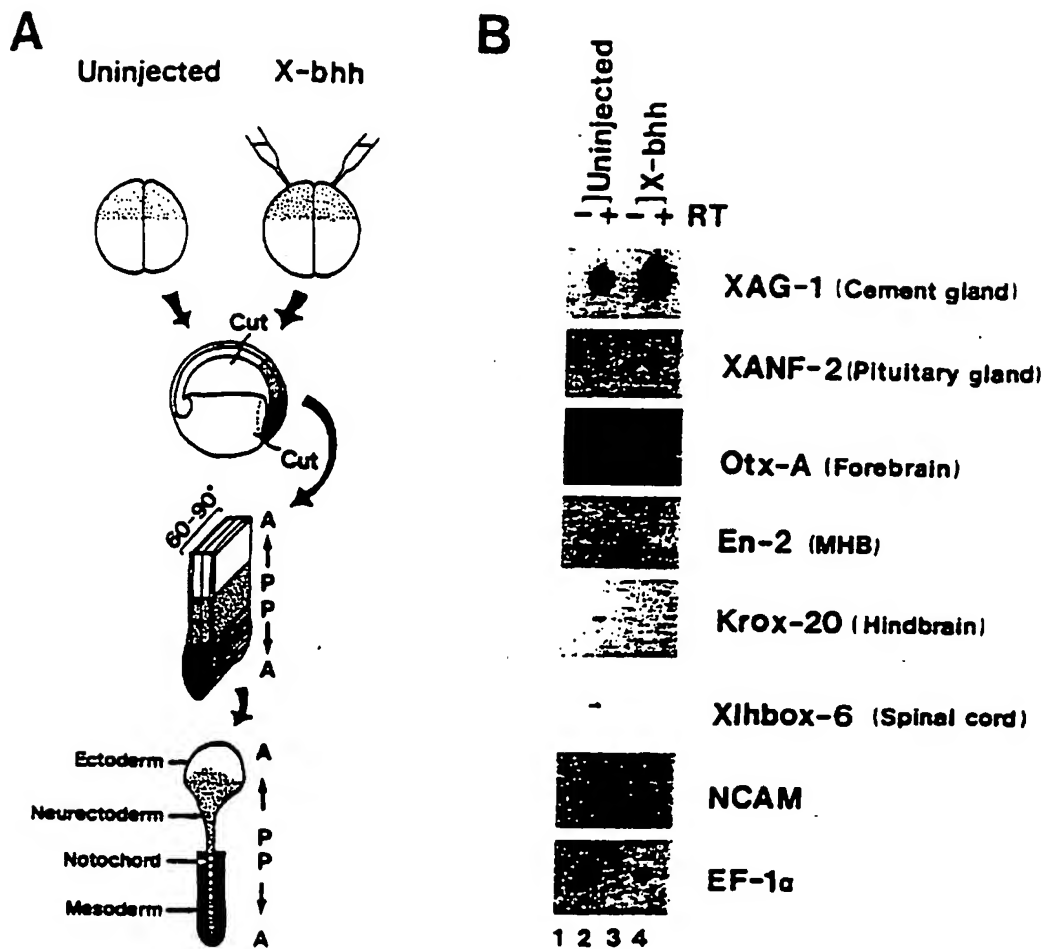 A
Uninjected X-bhh
Cut
Cut
60-90°
A
P
P
A
Ectoderm
Neurectoderm
Notochord
Mesoderm
A
P
P
A
B
Uninjected
X-bhh
- + - + RT
XAG-1 (Cement gland)
XANF-2 (Pituitary gland)
Otx-A (Forebrain)
En-2 (MHB)
Krox-20 (Hindbrain)
Xlhbox-6 (Spinal cord)
NCAM
EF-1α
1 2 3 4